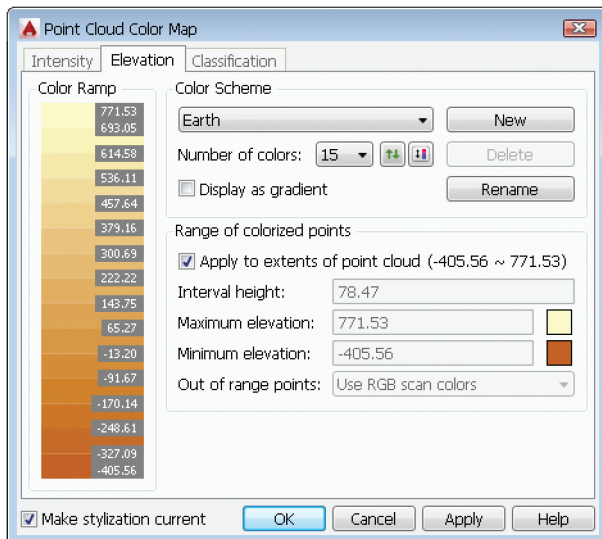 Point Cloud Color Map
Intensity Elevation Classification
Color Ramp
771.53
693.05
614.58
536.11
457.64
379.16
300.69
222.22
143.75
65.27
-13.20
-91.67
-170.14
-248.61
-327.09
-405.56
Color Scheme
Earth New
Number of colors: 15 Delete
Display as gradient Rename
Range of colorized points
Apply to extents of point cloud (-405.56 ~ 771.53)
Interval height: 78.47
Maximum elevation: 771.53
Minimum elevation: -405.56
Out of range points: Use RGB scan colors
Make stylization current OK Cancel Apply Help